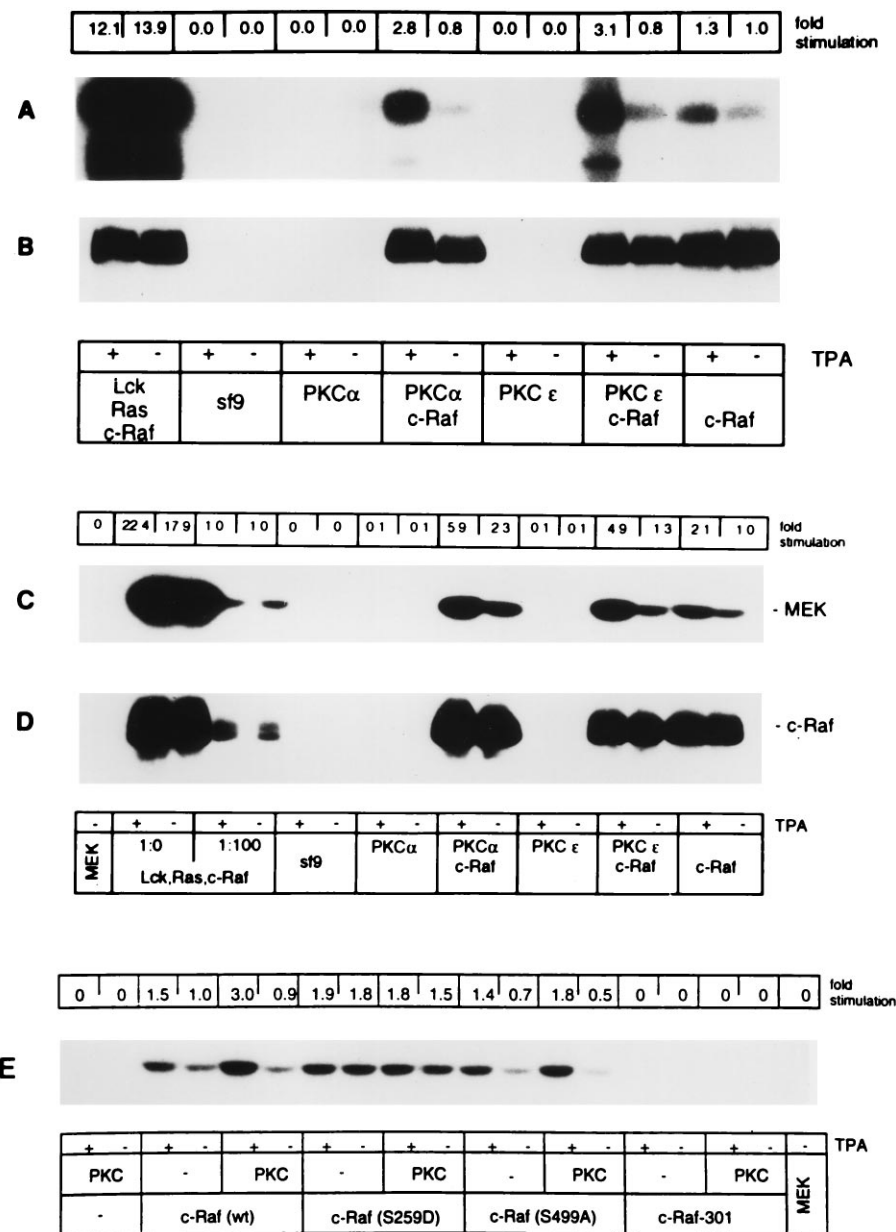 12.1 13.9 0.0 0.0 0.0 0.0 2.8 0.8 0.0 0.0 3.1 0.8 1.3 1.0 fold stimulation
A
B
+ - + - + - + - + - + - + - TPA
Lck Ras c-Raf sf9 PKCα PKCα c-Raf PKC ε PKC ε c-Raf c-Raf
0 22 4 17 9 1 0 1 0 0 0 0 1 0 1 5 9 2 3 0 1 0 1 4 9 1 3 2 1 1 0 fold stimulation
C - MEK
D - c-Raf
- + - + - + - + - + - + - + - + - TPA
MEK 1:0 1:100 Lck,Ras,c-Raf sf9 PKCα PKCα c-Raf PKC ε PKC ε c-Raf c-Raf
0 0 1.5 1.0 3.0 0.9 1.9 1.8 1.8 1.5 1.4 0.7 1.8 0.5 0 0 0 0 0 fold stimulation
E
+ - + - + - + - + - + - + - + - + - - TPA
PKC - PKC - PKC - PKC - PKC MEK
- c-Raf (wt) c-Raf (S259D) c-Raf (S499A) c-Raf-301